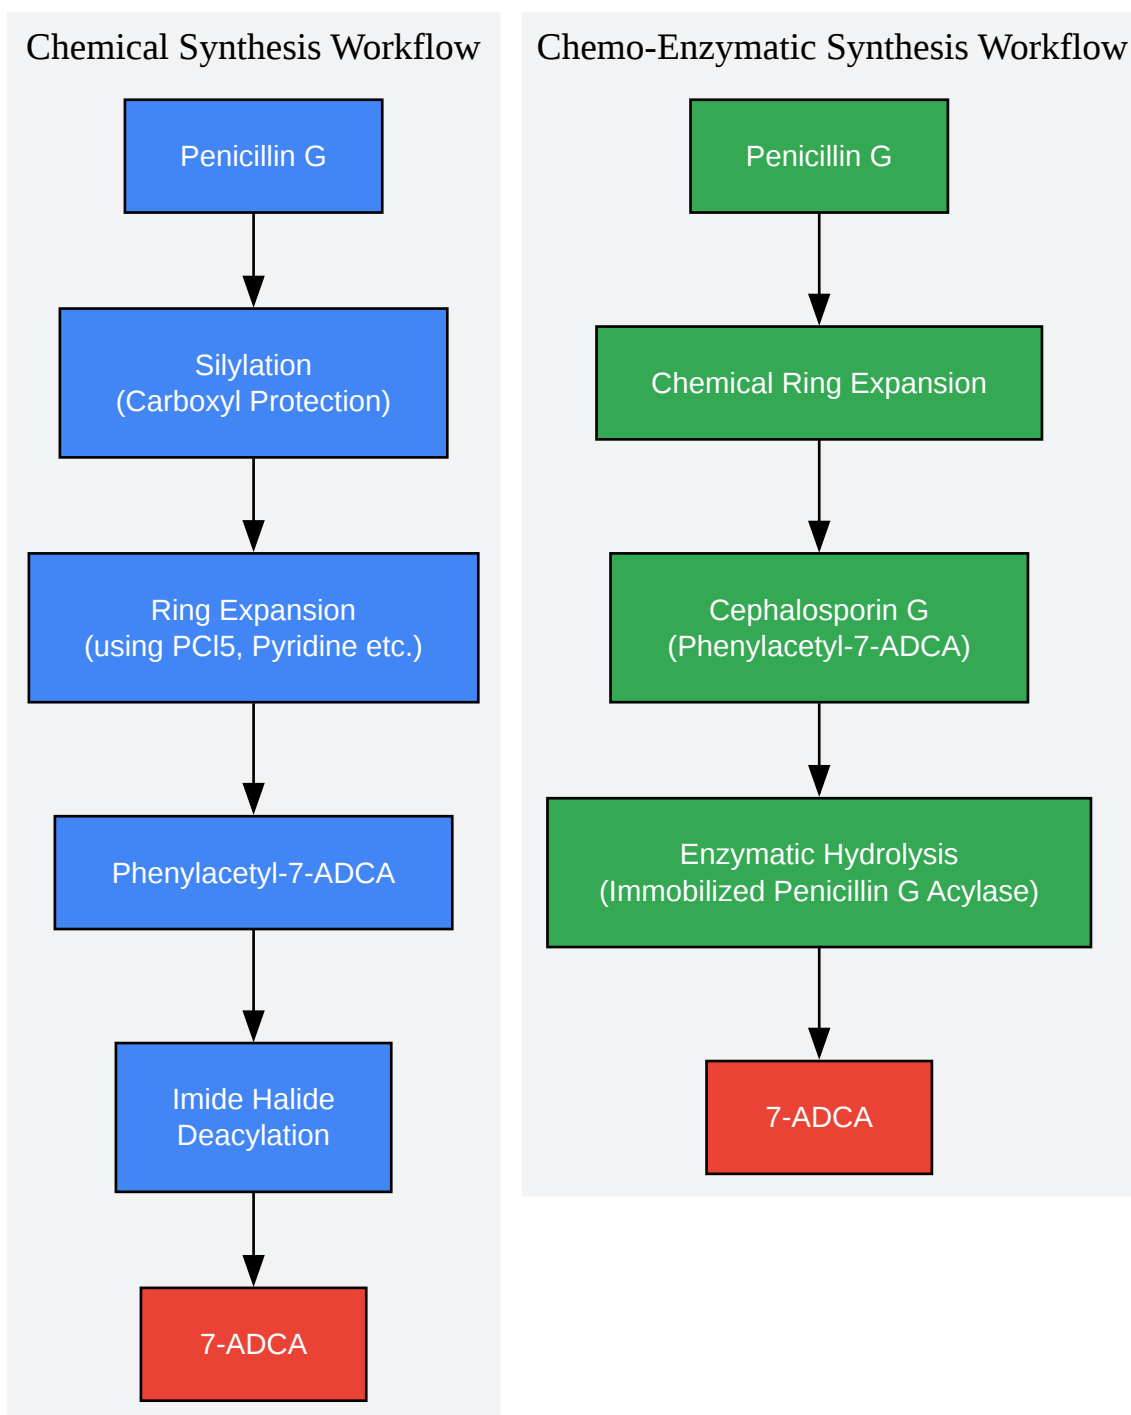 Chemical Synthesis Workflow
Penicillin G
Silylation
(Carboxyl Protection)
Ring Expansion
(using PCl5, Pyridine etc.)
Phenylacetyl-7-ADCA
Imide Halide
Deacylation
7-ADCA
Chemo-Enzymatic Synthesis Workflow
Penicillin G
Chemical Ring Expansion
Cephalosporin G
(Phenylacetyl-7-ADCA)
Enzymatic Hydrolysis
(Immobilized Penicillin G Acylase)
7-ADCA